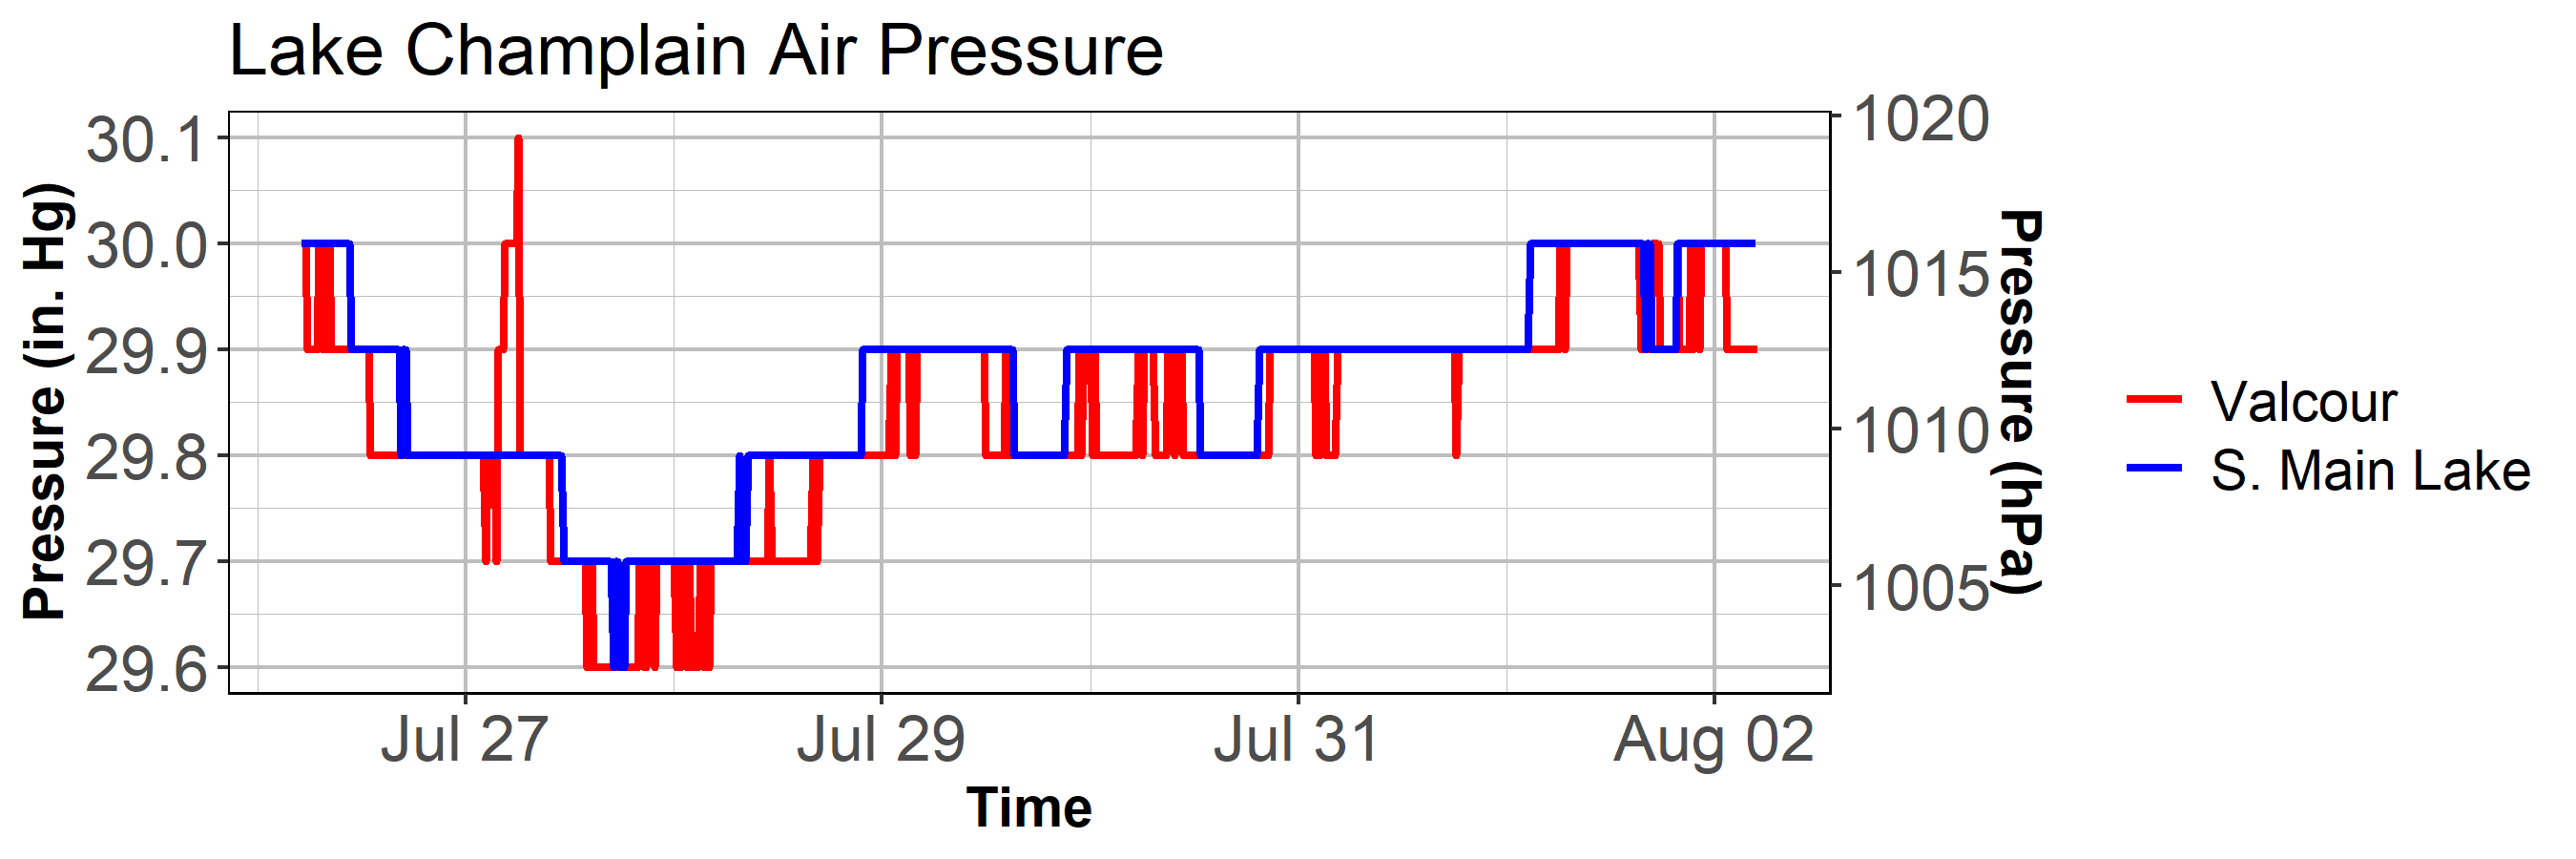 Lake Champlain Air Pressure
Pressure (in. Hg)
30.1
30.0
29.9
29.8
29.7
29.6
1020
1015
1010
1005
Pressure (hPa)
Valcour
S. Main Lake
Jul 27
Jul 29
Jul 31
Aug 02
Time